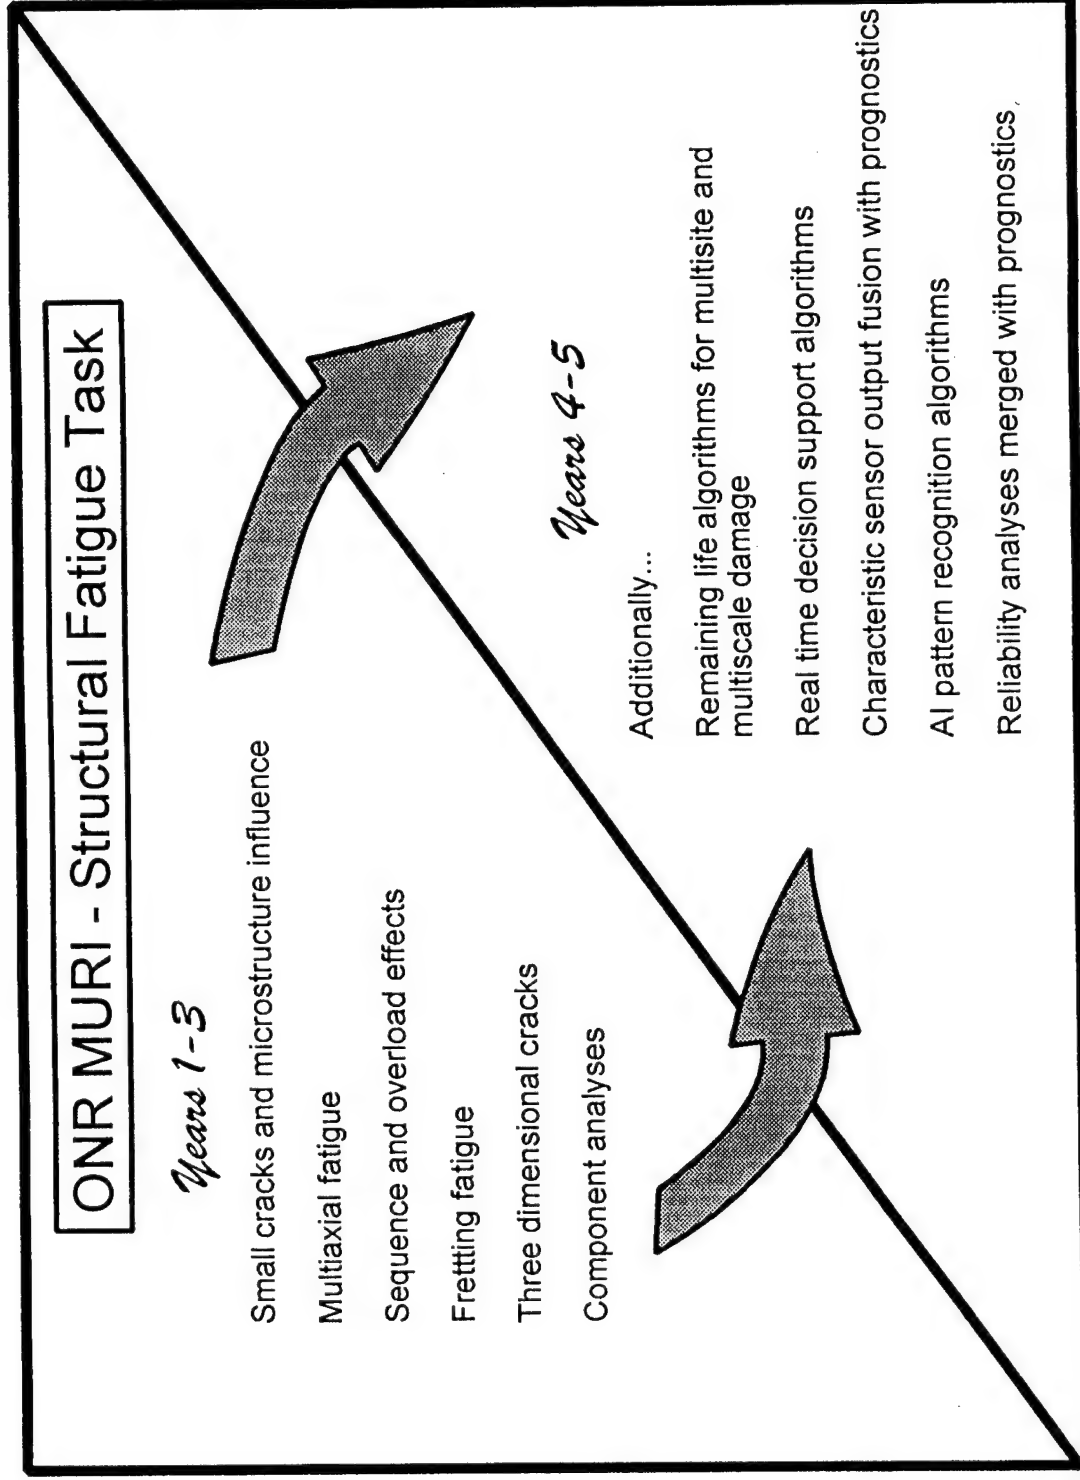 ONR MURI - Structural Fatigue Task
Years 1-3
Small cracks and microstructure influence
Multiaxial fatigue
Sequence and overload effects
Frettting fatigue
Three dimensional cracks
Component analyses
Years 4-5
Additionally...
Remaining life algorithms for multisite and
multiscale damage
Real time decision support algorithms
Characteristic sensor output fusion with prognostics
AI pattern recognition algorithms
Reliability analyses merged with prognostics